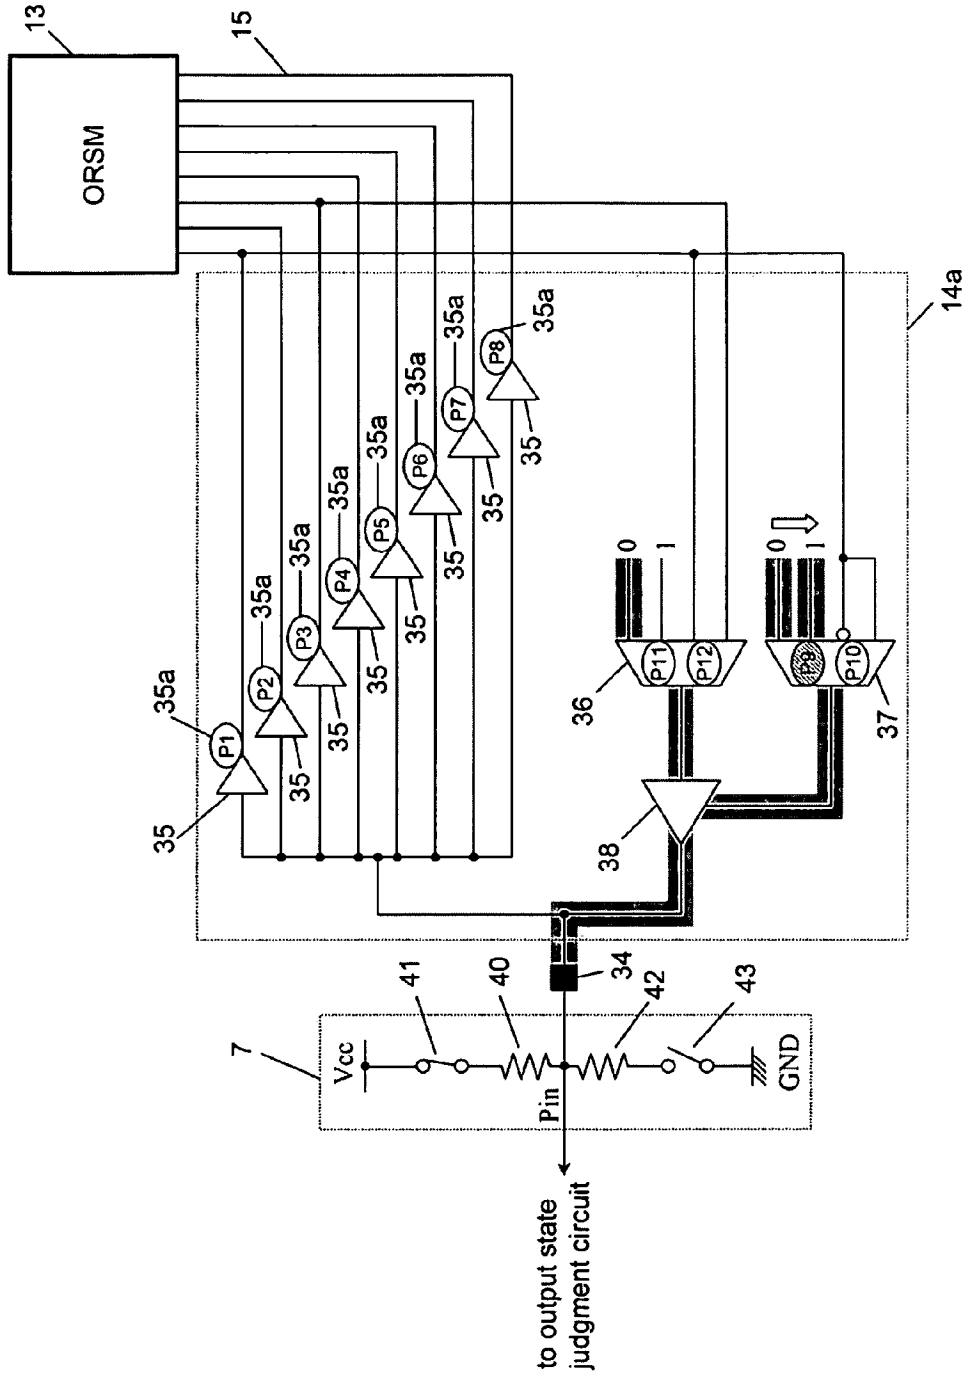 13
15
ORSM
14a
35a
P1
35
35a
P2
35
35a
P3
35
35a
P4
35
35a
P5
35
35a
P6
35
35a
P7
35
35a
P8
35
0
1
P11
P12
36
0
1
P9
P10
37
38
34
7
Vcc
41
40
42
43
GND
Pin
to output state
judgment circuit